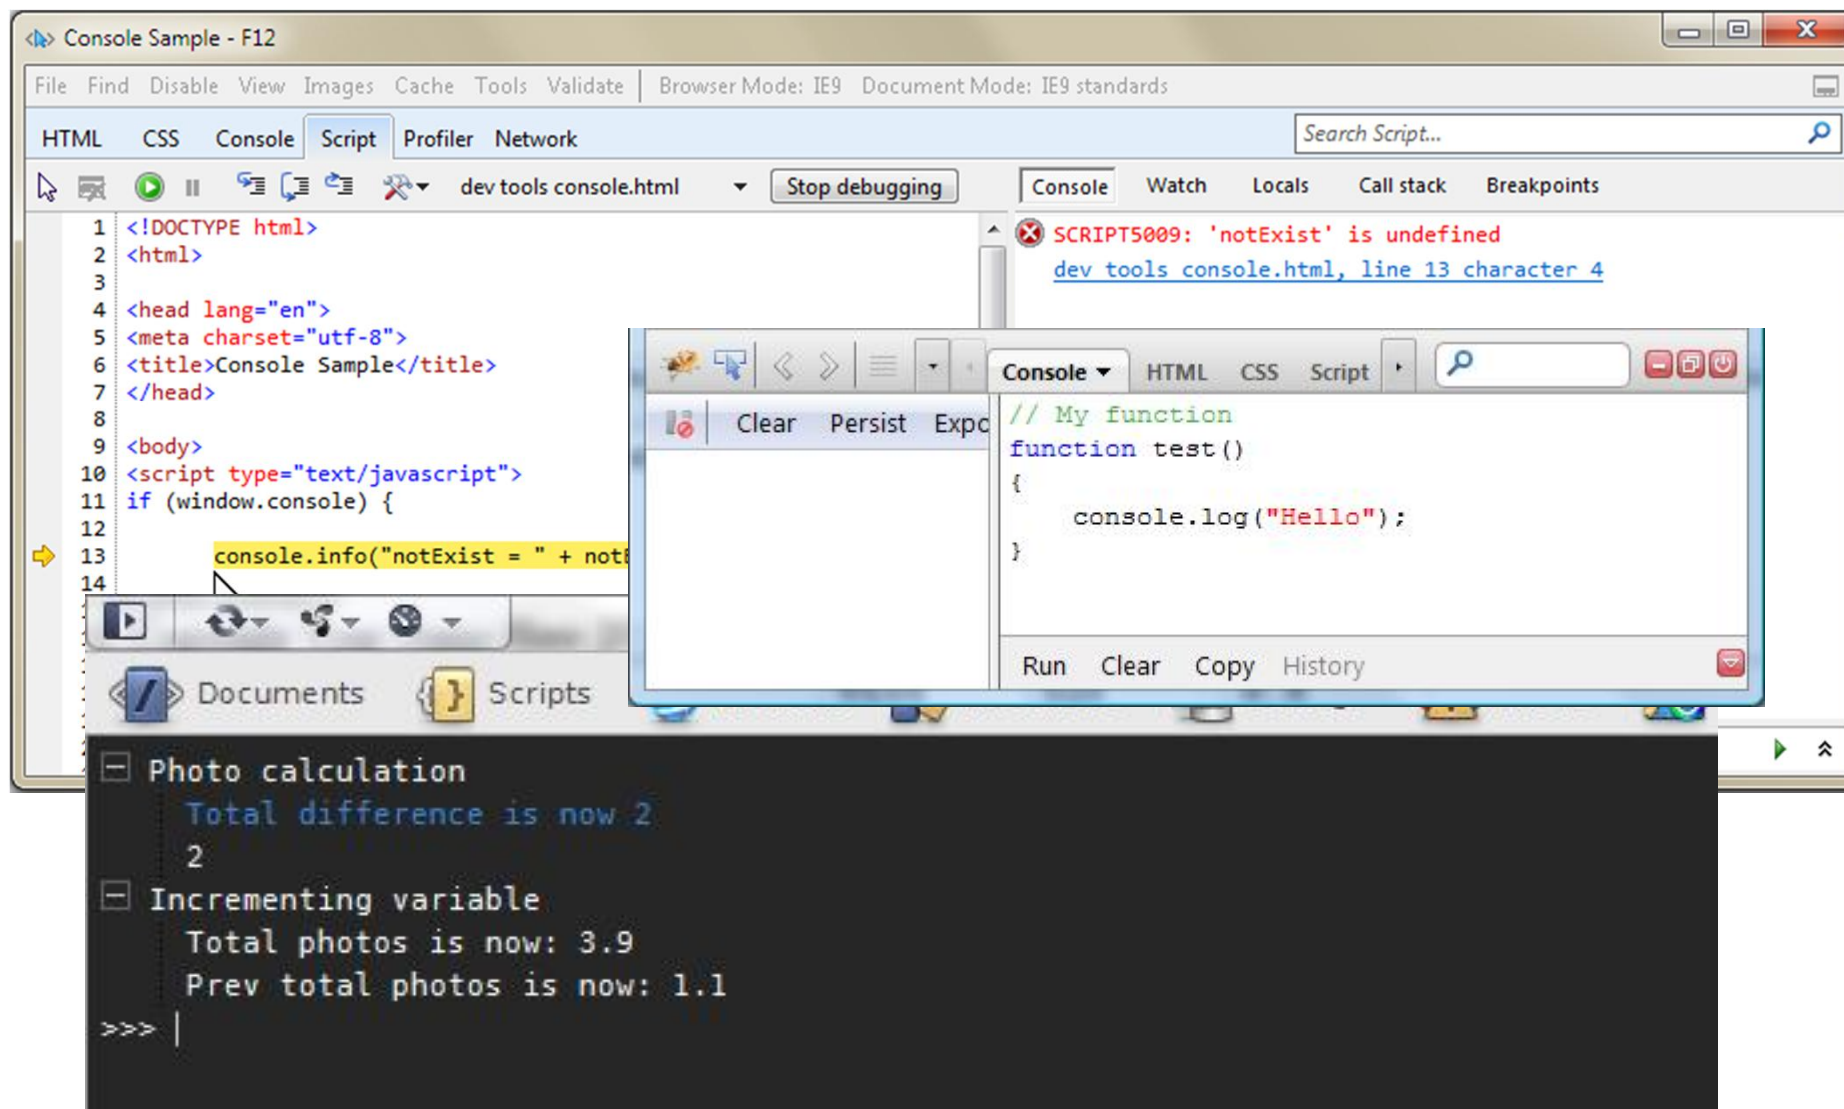 Console Sample - F12
File Find Disable View Images Cache Tools Validate Browser Mode: IE9 Document Mode: IE9 standards
HTML CSS Console Script Profiler Network Search Script...
dev tools console.html Stop debugging Console Watch Locals Call stack Breakpoints
1 <!DOCTYPE html>
2 <html>
3
4 <head lang="en">
5 <meta charset="utf-8">
6 <title>Console Sample</title>
7 </head>
8
9 <body>
10 <script type="text/javascript">
11 if (window.console) {
12
13 console.info("notExist = " + not
14
SCRIPT5009: 'notExist' is undefined
dev tools console.html, line 13 character 4
Console HTML CSS Script
Clear Persist
// My function
function test()
{
console.log("Hello");
}
Run Clear Copy History
Documents Scripts
Photo calculation
Total difference is now 2
2
Incrementing variable
Total photos is now: 3.9
Prev total photos is now: 1.1
>>>